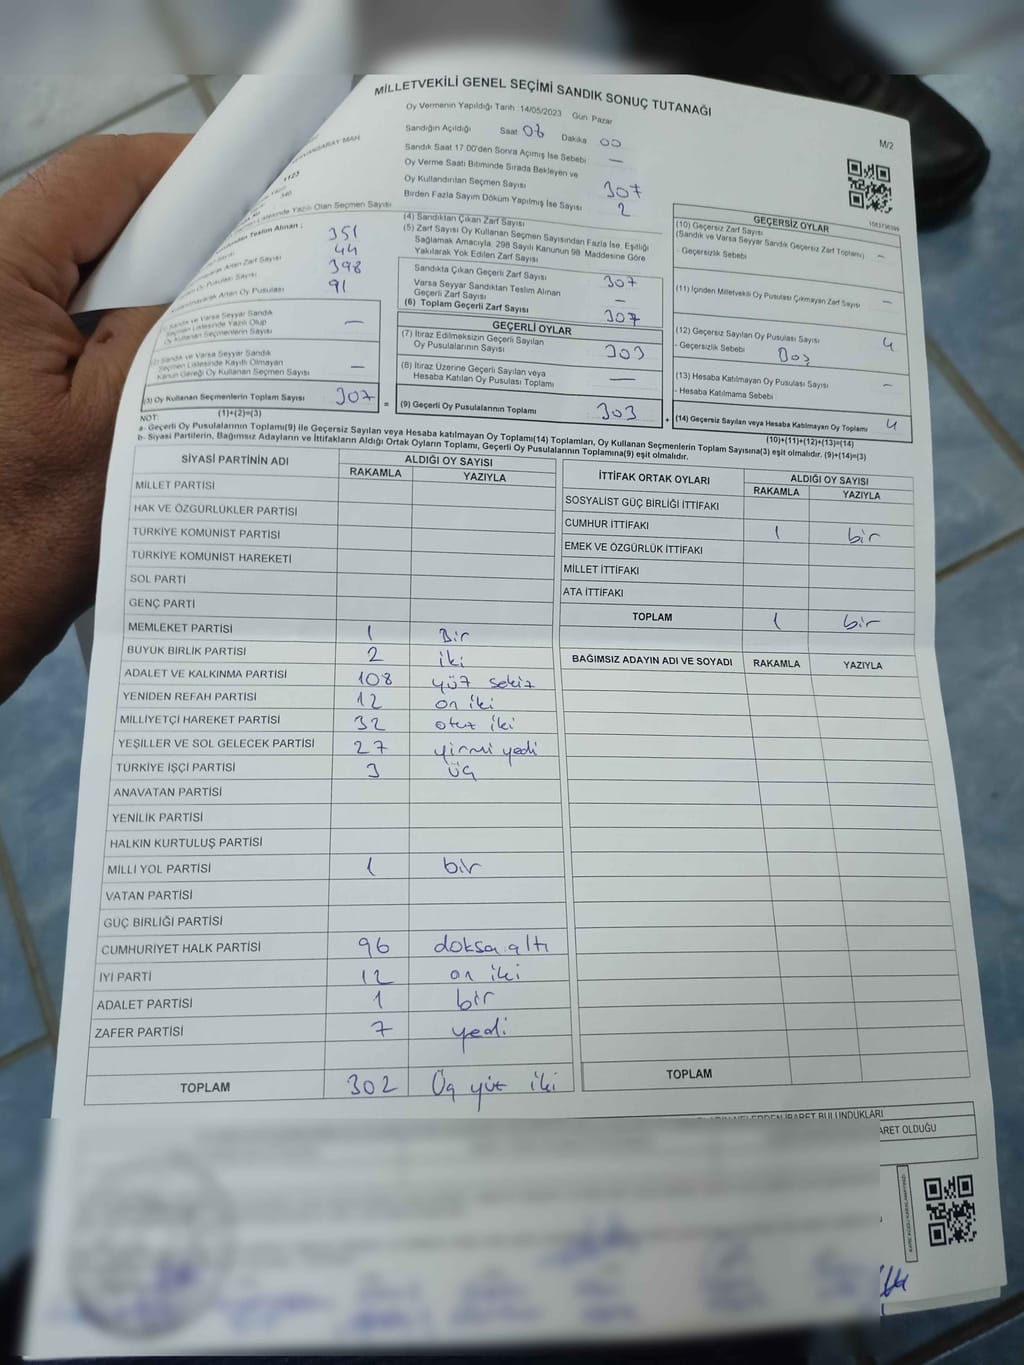 MİLLETVEKİLİ GENEL SEÇİMİ SANDIK SONUÇ TUTANAĞI
Oy Vermenin Yapıldığı Tarih :14/05/2023 Gün Pazar
M/2
Sandığın Açıldığı Saat 08 Dakika 00
Sandık Saat 17 00'den Sonra Açımış İse Sebebi —
Oy Verme Saati Bitiminde Sırada Bekleyen ve
Oy Kullandırılan Seçmen Sayısı 307
Birden Fazla Sayım Döküm Yapılmış İse Sayısı 2
MAH.
1123
340
Listesinde Yazılı Olan Seçmen Sayısı
Teslim Alınan :
351
Artan Zarf Sayısı 44
Pusulası Sayısı 398
Artan Oy Pusulası 91
Sandık ve Varsa Seyyar Sandık
Seçmen Listesinde Yazılı Olup
Oy Kullanan Seçmenlerin Sayısı —
Sandık ve Varsa Seyyar Sandık
Seçmen Listesinde Kayıtlı Olmayan
Kanun Gereği Oy Kullanan Seçmen Sayısı —
(3) Oy Kullanan Seçmenlerin Toplam Sayısı 307
(1)+(2)=(3)
(4) Sandıktan Çıkan Zarf Sayısı
(5) Zarf Sayısı Oy Kullanan Seçmen Sayısından Fazla İse, Eşitliği
Sağlamak Amacıyla, 298 Sayılı Kanunun 98. Maddesine Göre
Yakılarak Yok Edilen Zarf Sayısı
Sandıkta Çıkan Geçerli Zarf Sayısı 307
Varsa Seyyar Sandıktan Teslim Alınan
Geçerli Zarf Sayısı —
(6) Toplam Geçerli Zarf Sayısı 307
GEÇERLİ OYLAR
(7) İtiraz Edilmeksizin Geçerli Sayılan
Oy Pusulalarının Sayısı 303
(8) İtiraz Üzerine Geçerli Sayılan veya
Hesaba Katılan Oy Pusulası Toplamı —
= (9) Geçerli Oy Pusulalarının Toplamı 303
GEÇERSİZ OYLAR
(10) Geçersiz Zarf Sayısı
(Sandık ve Varsa Seyyar Sandık Geçersiz Zarf Toplamı) —
- Geçersizlik Sebebi
(11) İçinden Milletvekili Oy Pusulası Çıkmayan Zarf Sayısı —
(12) Geçersiz Sayılan Oy Pusulası Sayısı 4
- Geçersizlik Sebebi Boş
(13) Hesaba Katılmayan Oy Pusulası Sayısı —
- Hesaba Katılmama Sebebi
+ (14) Geçersiz Sayılan veya Hesaba Katılmayan Oy Toplamı 4
(10)+(11)+(12)+(13)=(14)
NOT:
a- Geçerli Oy Pusulalarının Toplamı(9) ile Geçersiz Sayılan veya Hesaba katılmayan Oy Toplamı(14) Toplamları, Oy Kullanan Seçmenlerin Toplam Sayısına(3) eşit olmalıdır. (9)+(14)=(3)
b- Siyasi Partilerin, Bağımsız Adayların ve İttifakların Aldığı Ortak Oyların Toplamı, Geçerli Oy Pusulalarının Toplamına(9) eşit olmalıdır.
SİYASİ PARTİNİN ADI ALDIĞI OY SAYISI
RAKAMLA YAZIYLA
MİLLET PARTİSİ
HAK VE ÖZGÜRLÜKLER PARTİSİ
TÜRKİYE KOMÜNİST PARTİSİ
TÜRKİYE KOMÜNİST HAREKETİ
SOL PARTİ
GENÇ PARTİ
MEMLEKET PARTİSİ 1 Bir
BÜYÜK BİRLİK PARTİSİ 2 iki
ADALET VE KALKINMA PARTİSİ 108 yüz sekiz
YENİDEN REFAH PARTİSİ 12 on iki
MİLLİYETÇİ HAREKET PARTİSİ 32 otuz iki
YEŞİLLER VE SOL GELECEK PARTİSİ 27 yirmi yedi
TÜRKİYE İŞÇİ PARTİSİ 3 üç
ANAVATAN PARTİSİ
YENİLİK PARTİSİ
HALKIN KURTULUŞ PARTİSİ
MİLLİ YOL PARTİSİ 1 bir
VATAN PARTİSİ
GÜÇ BİRLİĞİ PARTİSİ
CUMHURİYET HALK PARTİSİ 96 doksa altı
İYİ PARTİ 12 on iki
ADALET PARTİSİ 1 bir
ZAFER PARTİSİ 7 yedi
TOPLAM 302 Üç yüz iki
İTTİFAK ORTAK OYLARI ALDIĞI OY SAYISI
RAKAMLA YAZIYLA
SOSYALİST GÜÇ BİRLİĞİ İTTİFAKI
CUMHUR İTTİFAKI 1 bir
EMEK VE ÖZGÜRLÜK İTTİFAKI
MİLLET İTTİFAKI
ATA İTTİFAKI
TOPLAM 1 bir
BAĞIMSIZ ADAYIN ADI VE SOYADI RAKAMLA YAZIYLA
TOPLAM
İBARET BULUNDUKLARI
ARET OLDUĞU